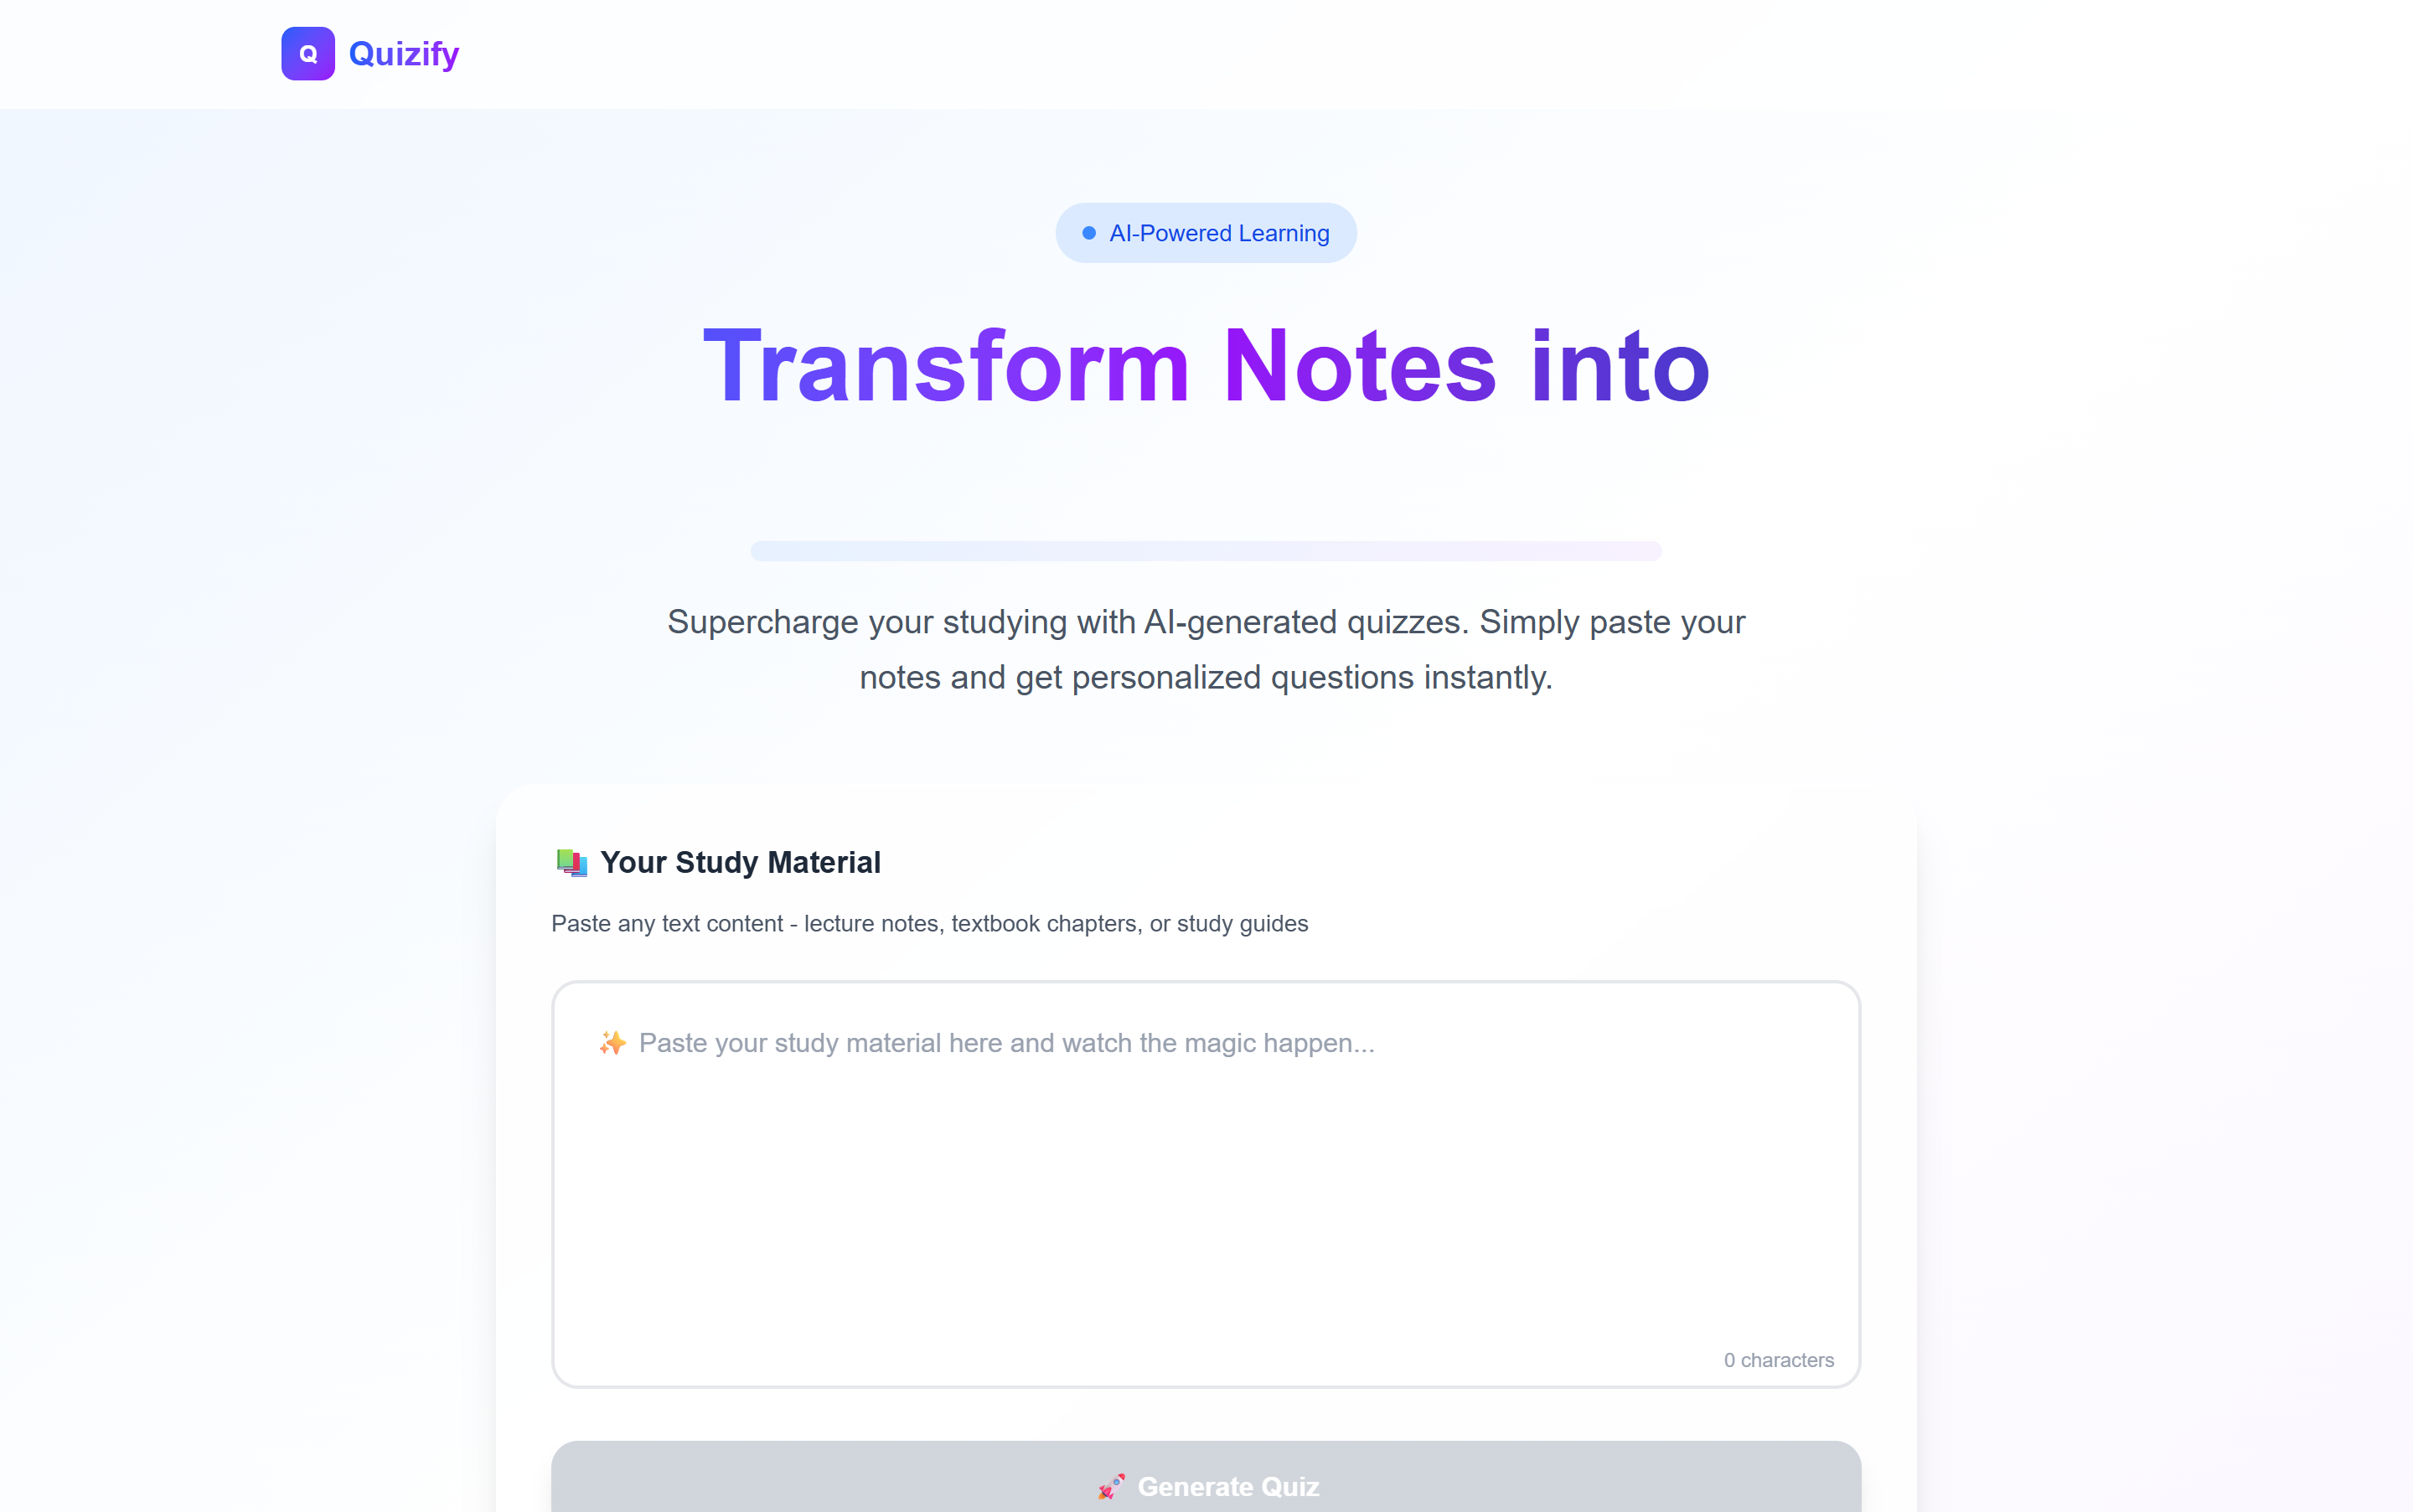 Q Quizify
AI-Powered Learning
Transform Notes into
Supercharge your studying with AI-generated quizzes. Simply paste your
notes and get personalized questions instantly.
📚 Your Study Material
Paste any text content - lecture notes, textbook chapters, or study guides
✨ Paste your study material here and watch the magic happen...
0 characters
🚀 Generate Quiz